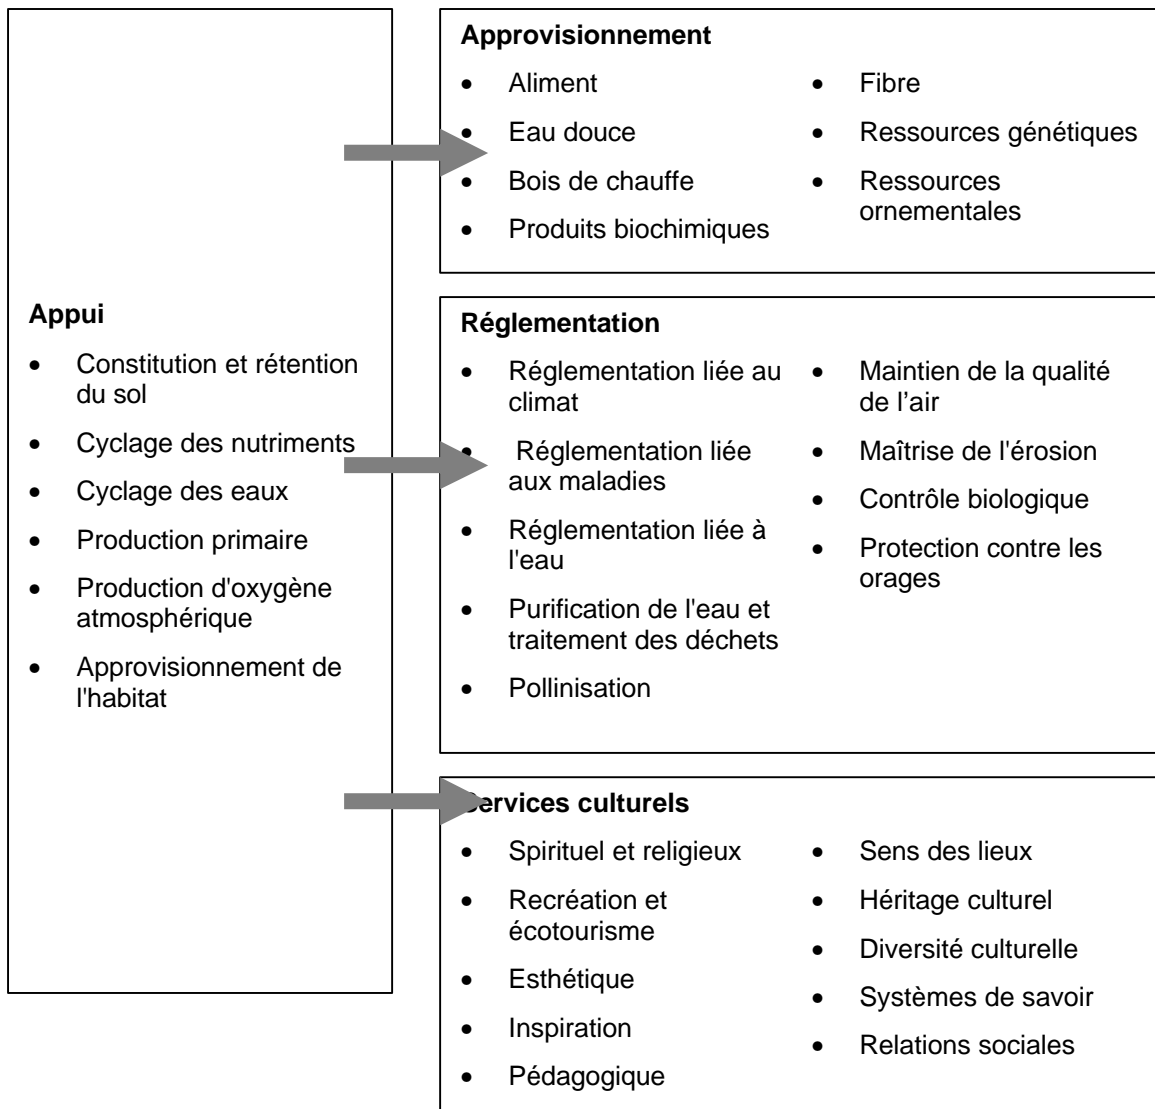 Appui
• Constitution et rétention
du sol
• Cyclage des nutriments
• Cyclage des eaux
• Production primaire
• Production d'oxygène
atmosphérique
• Approvisionnement de
l'habitat
Approvisionnement
• Aliment
• Eau douce
• Bois de chauffe
• Produits biochimiques
• Fibre
• Ressources génétiques
• Ressources
ornementales
Réglementation
• Réglementation liée au
climat
• Réglementation liée
aux maladies
• Réglementation liée à
l'eau
• Purification de l'eau et
traitement des déchets
• Pollinisation
• Maintien de la qualité
de l’air
• Maîtrise de l'érosion
• Contrôle biologique
• Protection contre les
orages
Services culturels
• Spirituel et religieux
• Recréation et
écotourisme
• Esthétique
• Inspiration
• Pédagogique
• Sens des lieux
• Héritage culturel
• Diversité culturelle
• Systèmes de savoir
• Relations sociales